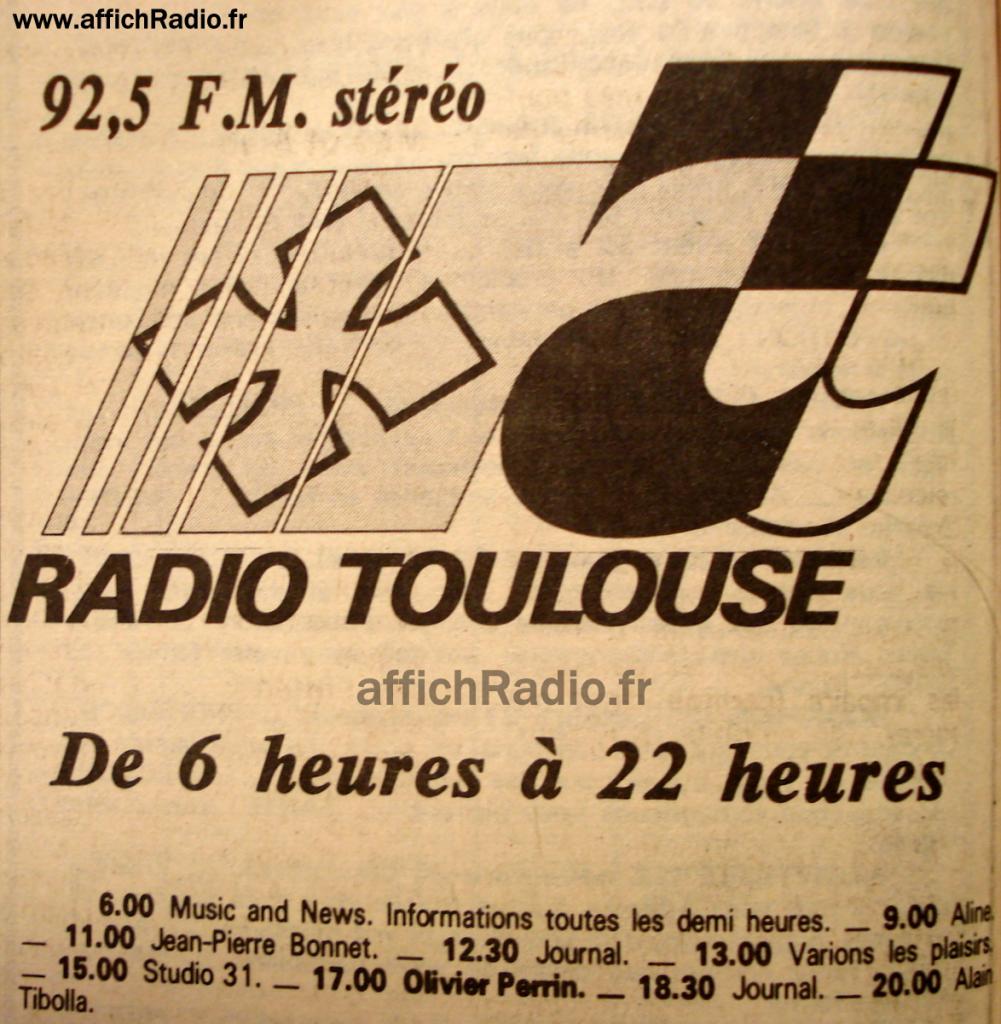 www.affichRadio.fr
92,5 F.M. stéréo
RADIO TOULOUSE
affichRadio.fr
De 6 heures à 22 heures
6.00 Music and News. Informations toutes les demi heures. — 9.00 Aline.
— 11.00 Jean-Pierre Bonnet. — 12.30 Journal. — 13.00 Varions les plaisirs.
— 15.00 Studio 31. — 17.00 Olivier Perrin. — 18.30 Journal. — 20.00 Alain
Tibolla.